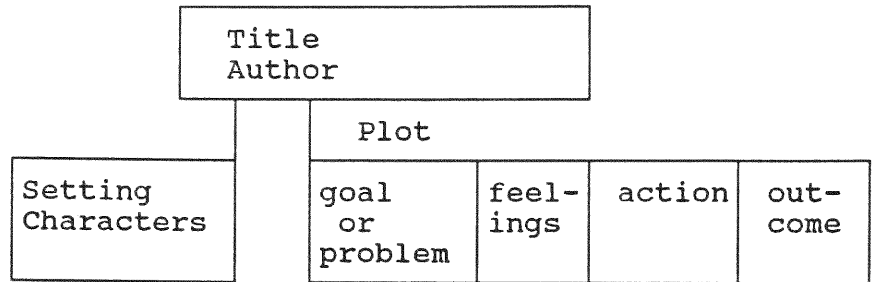 Title
Author
Plot
Setting
Characters
goal
or
problem
feel-
ings
action
out-
come